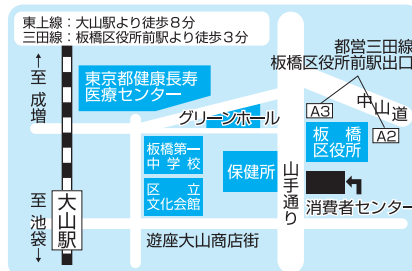 東上線：大山駅より徒歩８分
三田線：板橋区役所前駅より徒歩３分
都営三田線
板橋区役所前駅出口
↑至成増
東京都健康長寿
医療センター
グリーンホール
中山道
A3
A2
板橋
区役所
板橋第一
中学校
保健所
山手通り
区立
文化会館
消費者センター
大山駅
至池袋↓
遊座大山商店街